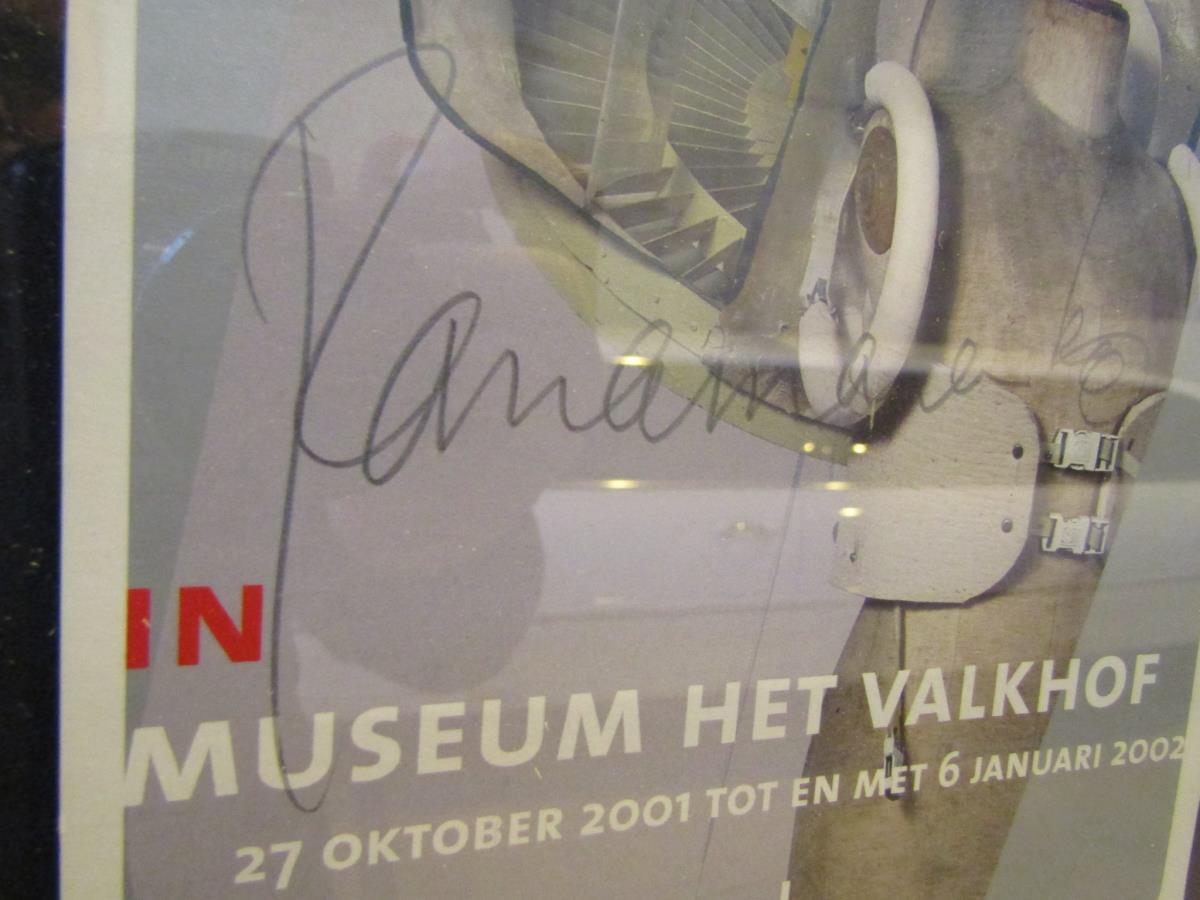 IN
MUSEUM HET VALKHOF
27 OKTOBER 2001 TOT EN MET 6 JANUARI 2002